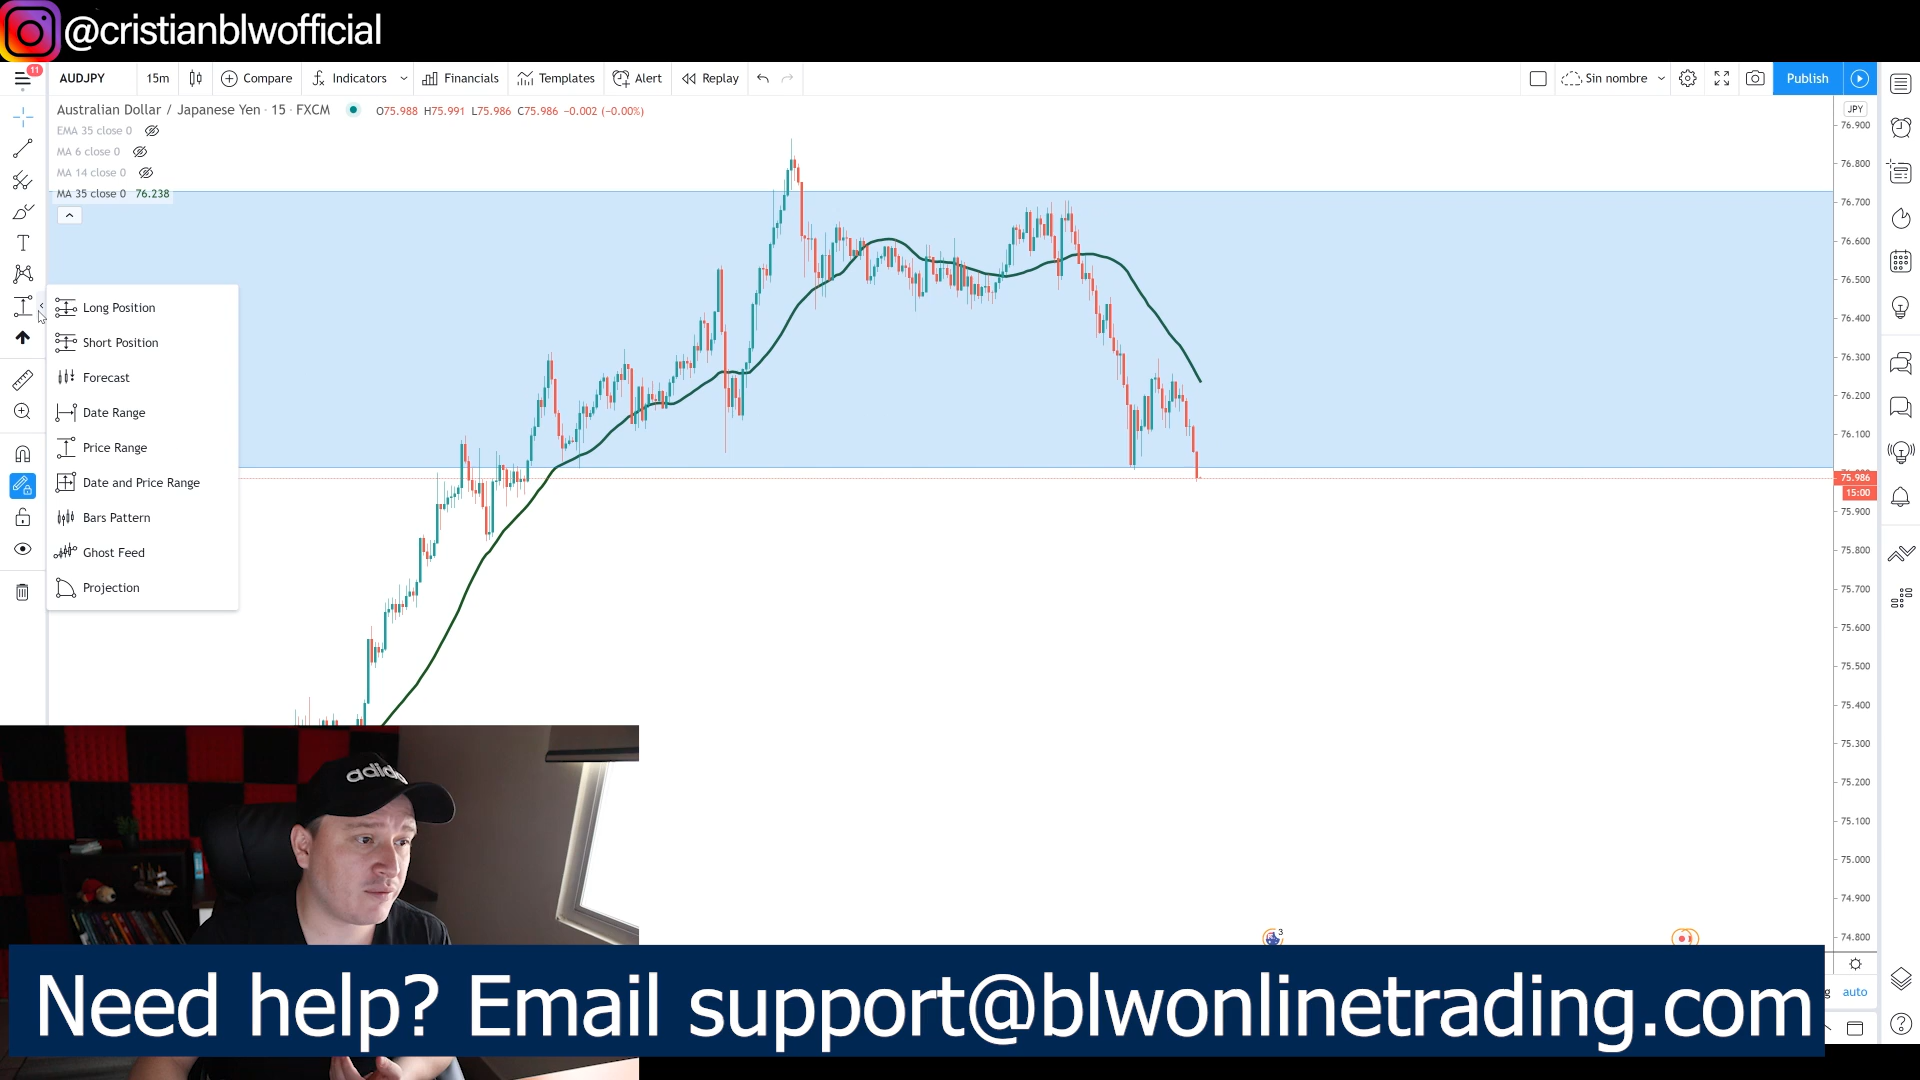 @cristianblwofficial
11
AUDJPY 15m Compare Indicators Financials Templates Alert Replay Sin nombre Publish
Australian Dollar / Japanese Yen · 15 · FXCM O75.988 H75.991 L75.986 C75.986 −0.002 (−0.00%)
EMA 35 close 0
MA 6 close 0
MA 14 close 0
MA 35 close 0 76.238
Long Position
Short Position
Forecast
Date Range
Price Range
Date and Price Range
Bars Pattern
Ghost Feed
Projection
JPY
76.900
76.800
76.700
76.600
76.500
76.400
76.300
76.200
76.100
75.986
15:00
75.900
75.800
75.700
75.600
75.500
75.400
75.300
75.200
75.100
75.000
74.900
74.800
3
auto
Need help? Email support@blwonlinetrading.com